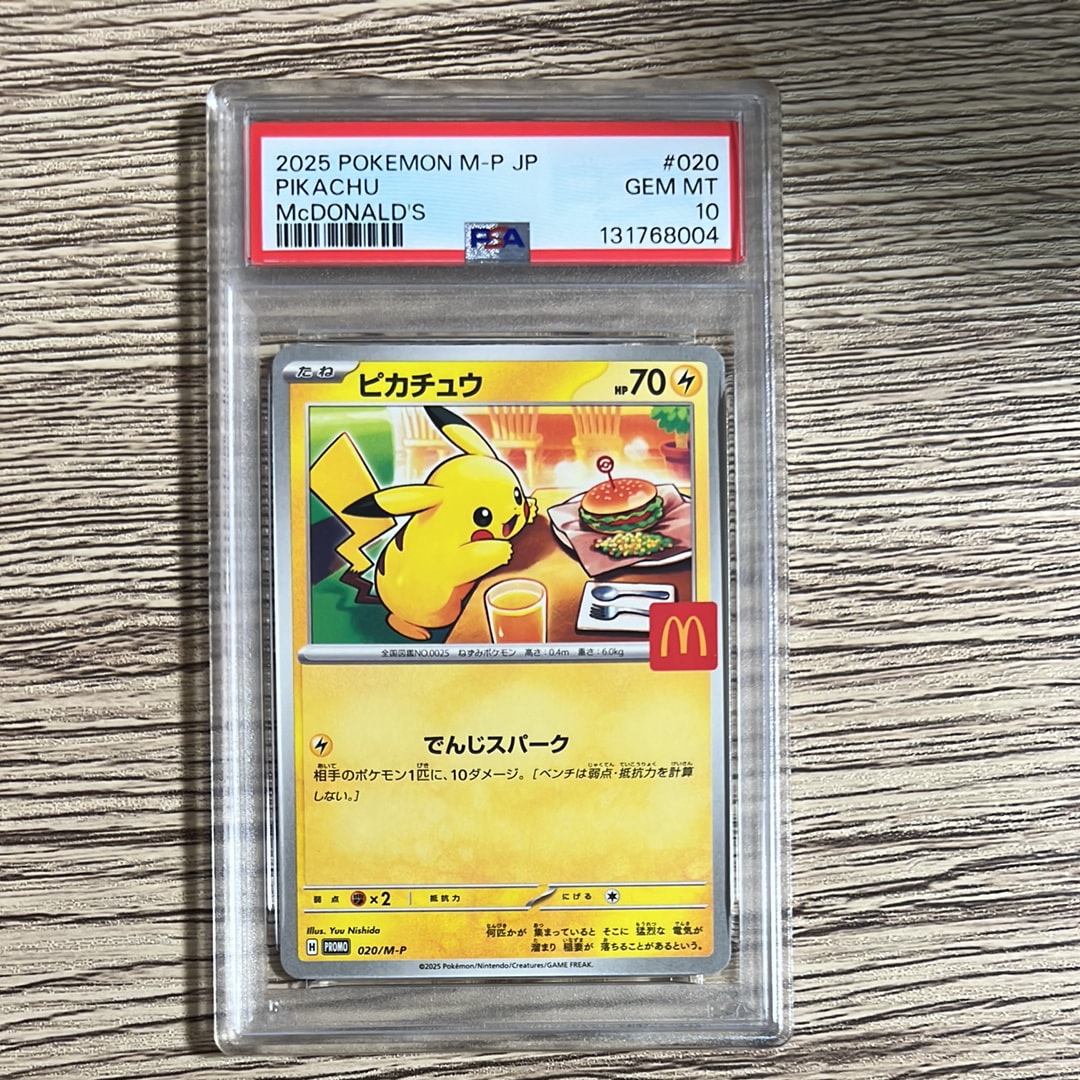 2025 POKEMON M-P JP #020
PIKACHU GEM MT
McDONALD'S 10
PSA 131768004
たね ピカチュウ HP70
全国図鑑NO.0025 ねずみポケモン 高さ:0.4m 重さ:6.0kg
でんじスパーク
相手のポケモン1匹に、10ダメージ。[ベンチは弱点・抵抗力を計算
しない。]
弱点 ×2 抵抗力 にげる
Illus. Yuu Nishida
何匹かが 集まっていると そこに 猛烈な 電気が
溜まり 稲妻が 落ちることがあるという。
H PROMO 020/M-P
©2025 Pokémon/Nintendo/Creatures/GAME FREAK.